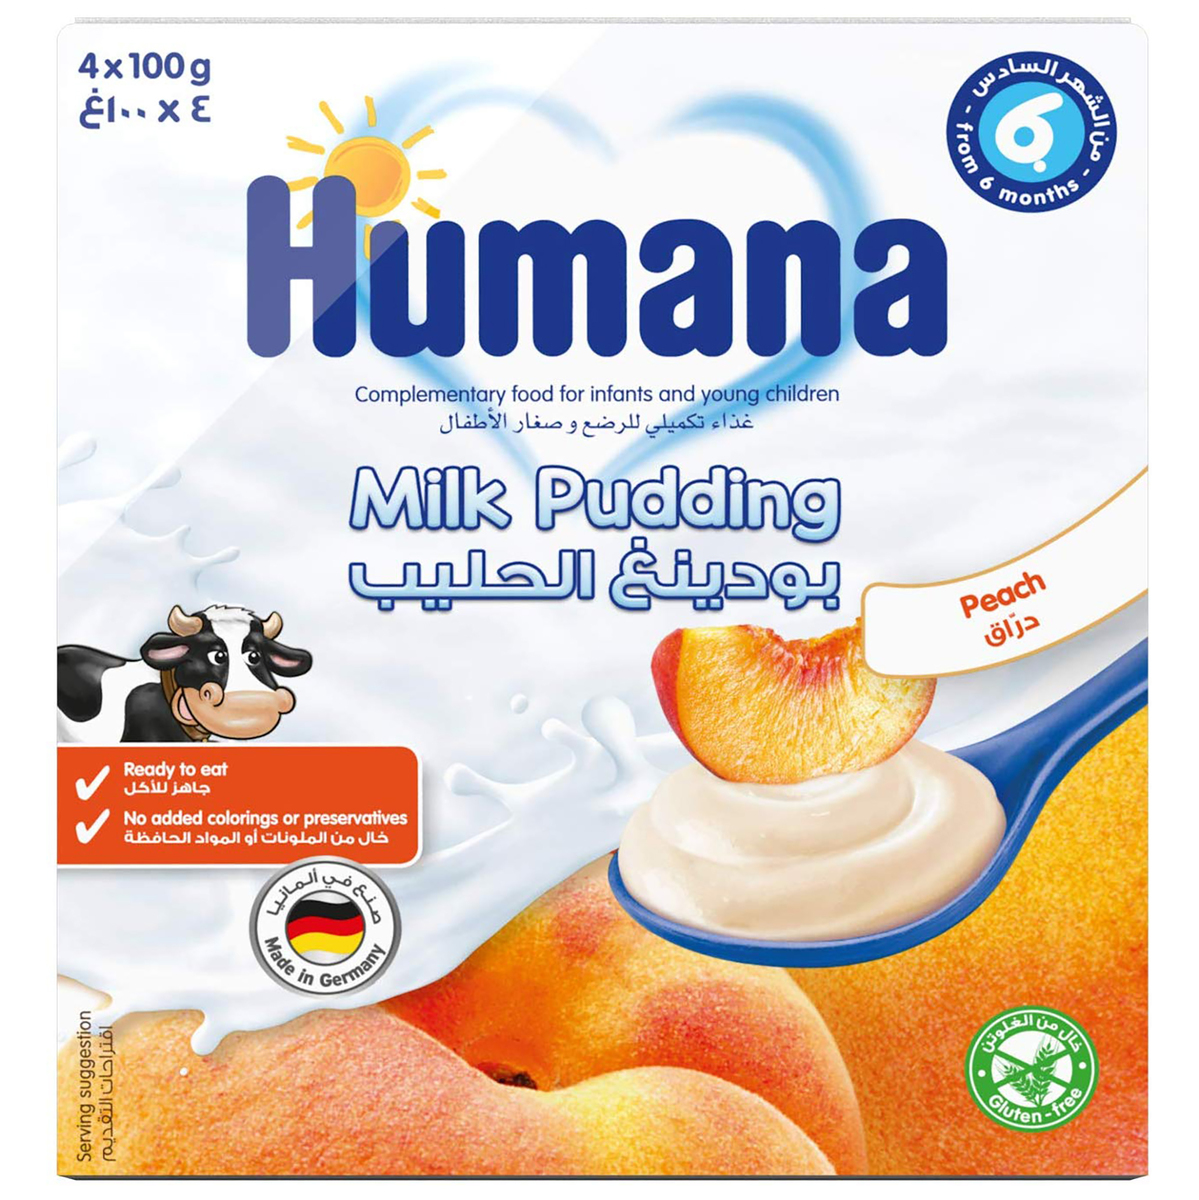 4x100g
٤ x ١٠٠غ
من الشهر السادس
6
- from 6 months -
Humana
Complementary food for infants and young children
غذاء تكميلي للرضع و صغار الأطفال
Milk Pudding
بودينغ الحليب
Peach
درّاق
Ready to eat
جاهز للأكل
No added colorings or preservatives
خال من الملونات أو المواد الحافظة
صنع في ألمانيا
Made in Germany
Serving suggestion
اقتراحات التقديم
خال من الغلوتن
Gluten-free